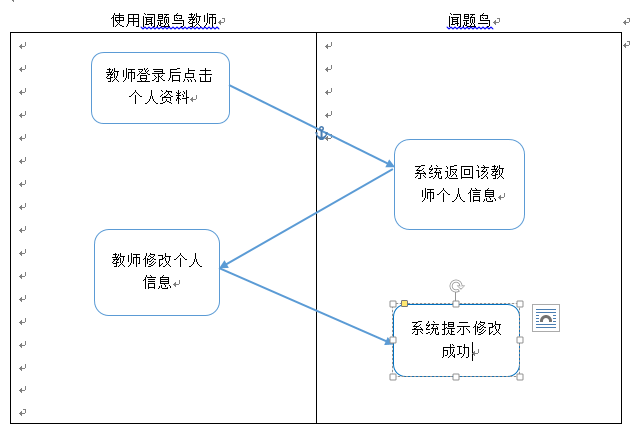 使用闻题鸟教师
闻题鸟
教师登录后点击
个人资料
系统返回该教
师个人信息
教师修改个人
信息
系统提示修改
成功